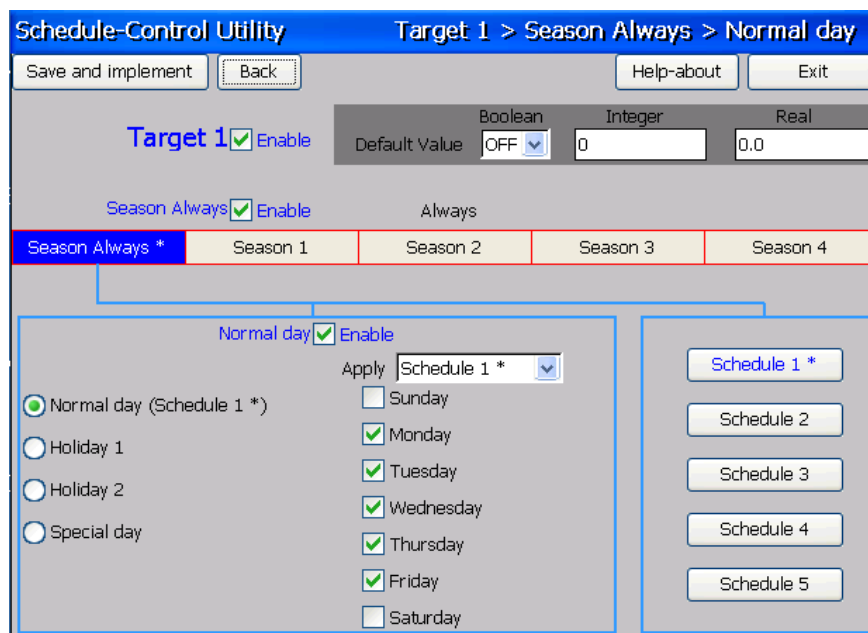 Schedule-Control Utility Target 1 > Season Always > Normal day
Save and implement Back Help-about Exit
Boolean Integer Real
Target 1 Enable Default Value OFF 0 0.0
Season Always Enable Always
Season Always * Season 1 Season 2 Season 3 Season 4
Normal day Enable
Apply Schedule 1 *
Normal day (Schedule 1 *)
Holiday 1
Holiday 2
Special day
Sunday
Monday
Tuesday
Wednesday
Thursday
Friday
Saturday
Schedule 1 *
Schedule 2
Schedule 3
Schedule 4
Schedule 5